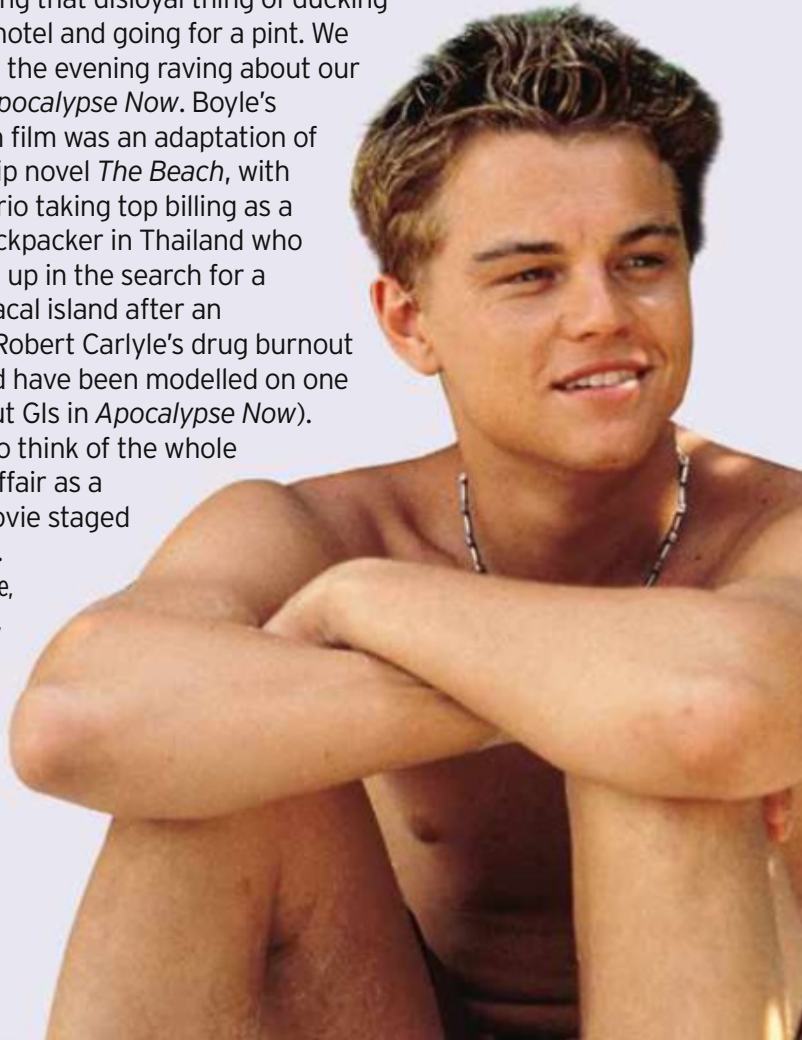 ng that disloyal thing of ducking
hotel and going for a pint. We
the evening raving about our
pocalypse Now. Boyle's
film was an adaptation of
ip novel The Beach, with
rio taking top billing as a
ckpacker in Thailand who
up in the search for a
acal island after an
Robert Carlyle's drug burnout
d have been modelled on one
ut GIs in Apocalypse Now).
o think of the whole
ffair as a
ovie staged
.
e,